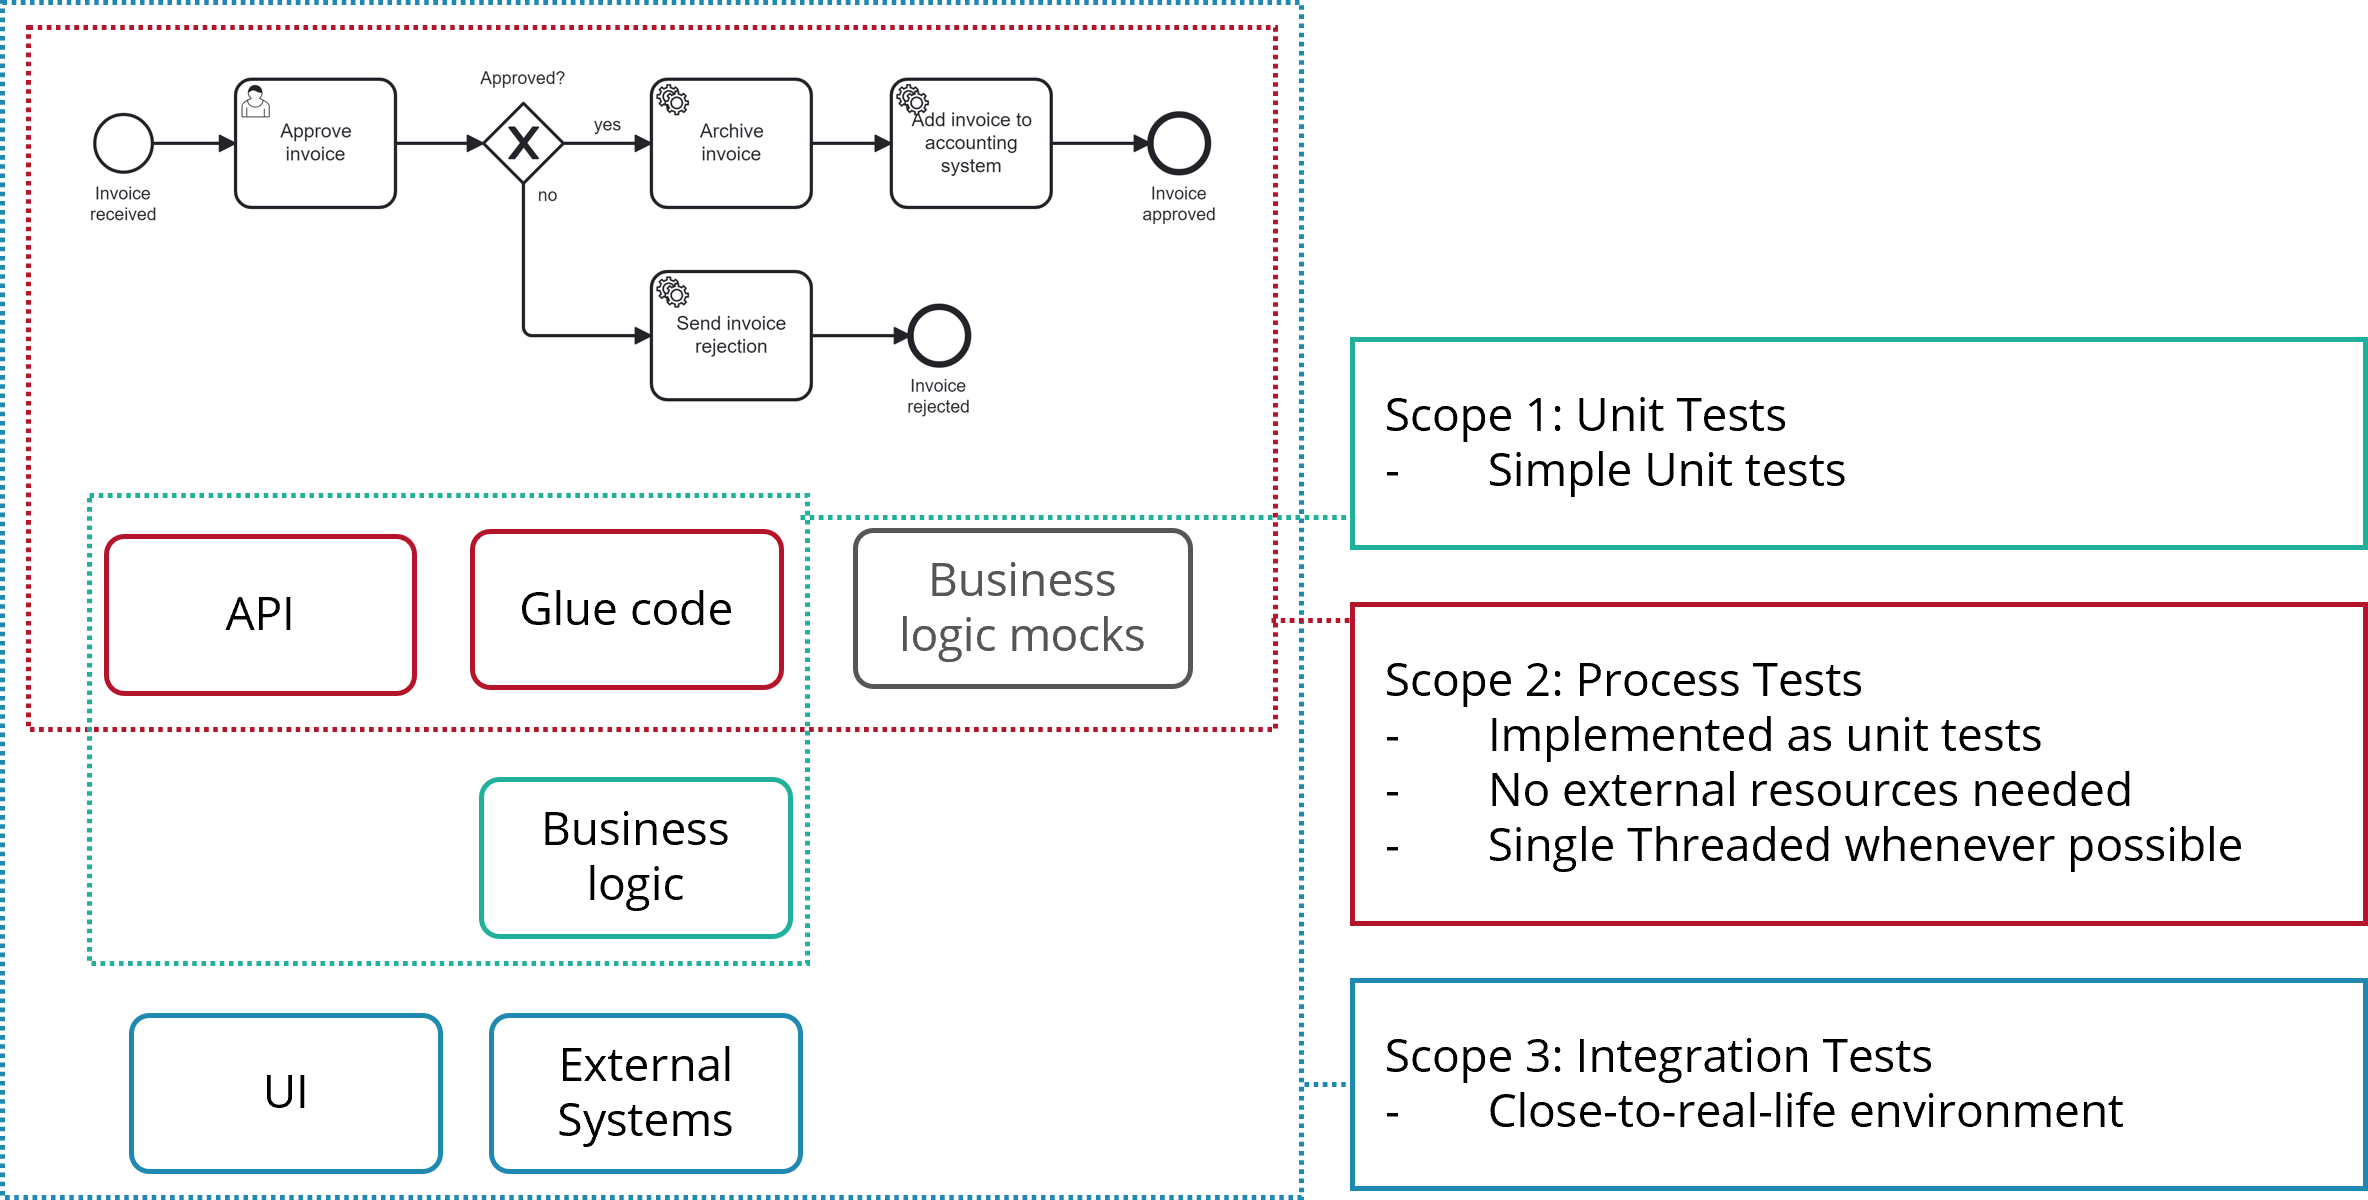 Approved?
yes
no
Invoice
received
Approve
invoice
Archive
invoice
Add invoice to
accounting
system
Invoice
approved
Send invoice
rejection
Invoice
rejected
API
Glue code
Business
logic mocks
Business
logic
UI
External
Systems
Scope 1: Unit Tests
- Simple Unit tests
Scope 2: Process Tests
- Implemented as unit tests
- No external resources needed
- Single Threaded whenever possible
Scope 3: Integration Tests
- Close-to-real-life environment